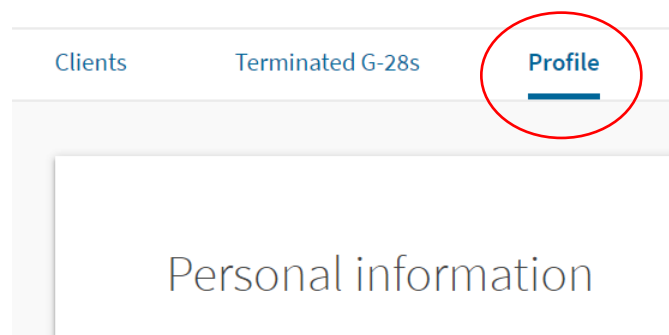 Clients Terminated G-28s Profile
Personal information